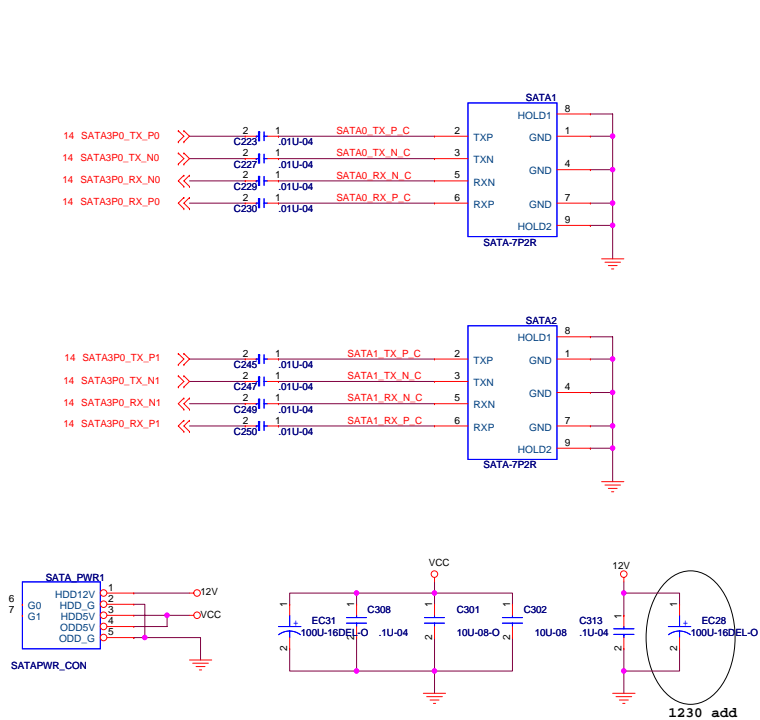 SATA1
HOLD1 8
14 SATA3P0_TX_P0 2 1 SATA0_TX_P_C 2 TXP GND 1
C223 .01U-04
14 SATA3P0_TX_N0 2 1 SATA0_TX_N_C 3 TXN
C227 .01U-04 GND 4
14 SATA3P0_RX_N0 2 1 SATA0_RX_N_C 5 RXN
C229 .01U-04
14 SATA3P0_RX_P0 2 1 SATA0_RX_P_C 6 RXP GND 7
C230 .01U-04
HOLD2 9
SATA-7P2R
SATA2
HOLD1 8
14 SATA3P0_TX_P1 2 1 SATA1_TX_P_C 2 TXP GND 1
C245 .01U-04
14 SATA3P0_TX_N1 2 1 SATA1_TX_N_C 3 TXN
C247 .01U-04 GND 4
14 SATA3P0_RX_N1 2 1 SATA1_RX_N_C 5 RXN
C249 .01U-04
14 SATA3P0_RX_P1 2 1 SATA1_RX_P_C 6 RXP GND 7
C250 .01U-04
HOLD2 9
SATA-7P2R
SATA_PWR1
HDD12V 1 12V
6 G0 HDD_G 2
7 G1 HDD5V 3 VCC
ODD5V 4
ODD_G 5
SATAPWR_CON
VCC
1 1 1 1
EC31 + C308 C301 C302
100U-16DEL-O .1U-04 10U-08-O 10U-08
2 2 2 2
12V
1 1
C313 + EC28
.1U-04 100U-16DEL-O
2 2
1230 add